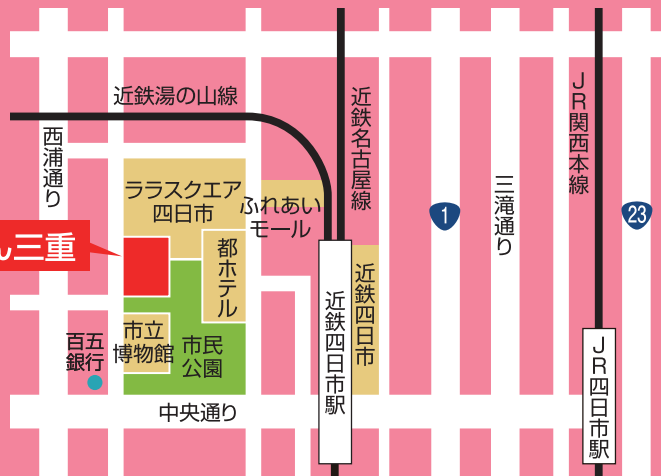 近鉄湯の山線
西浦通り
近鉄名古屋線
JR関西本線
ララスクエア
四日市
ふれあい
モール
1
三滝通り
23
ん三重
都ホテル
近鉄四日市駅
近鉄四日市
百五
銀行
市立
博物館
市民
公園
JR四日市駅
中央通り